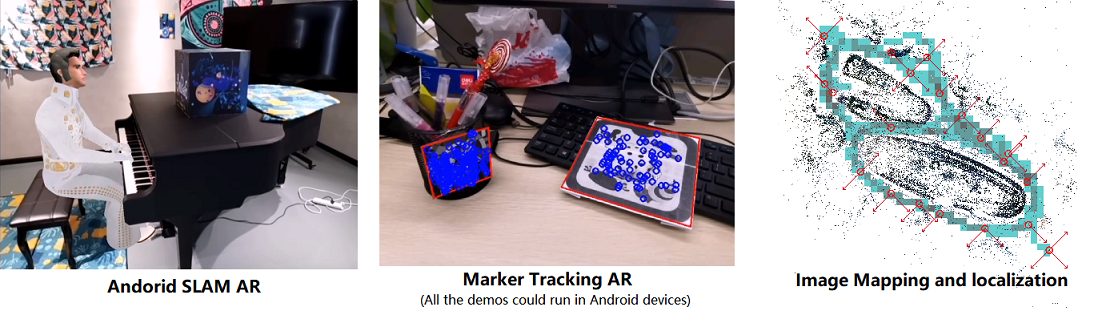 Andorid SLAM AR
Marker Tracking AR
(All the demos could run in Android devices)
Image Mapping and localization